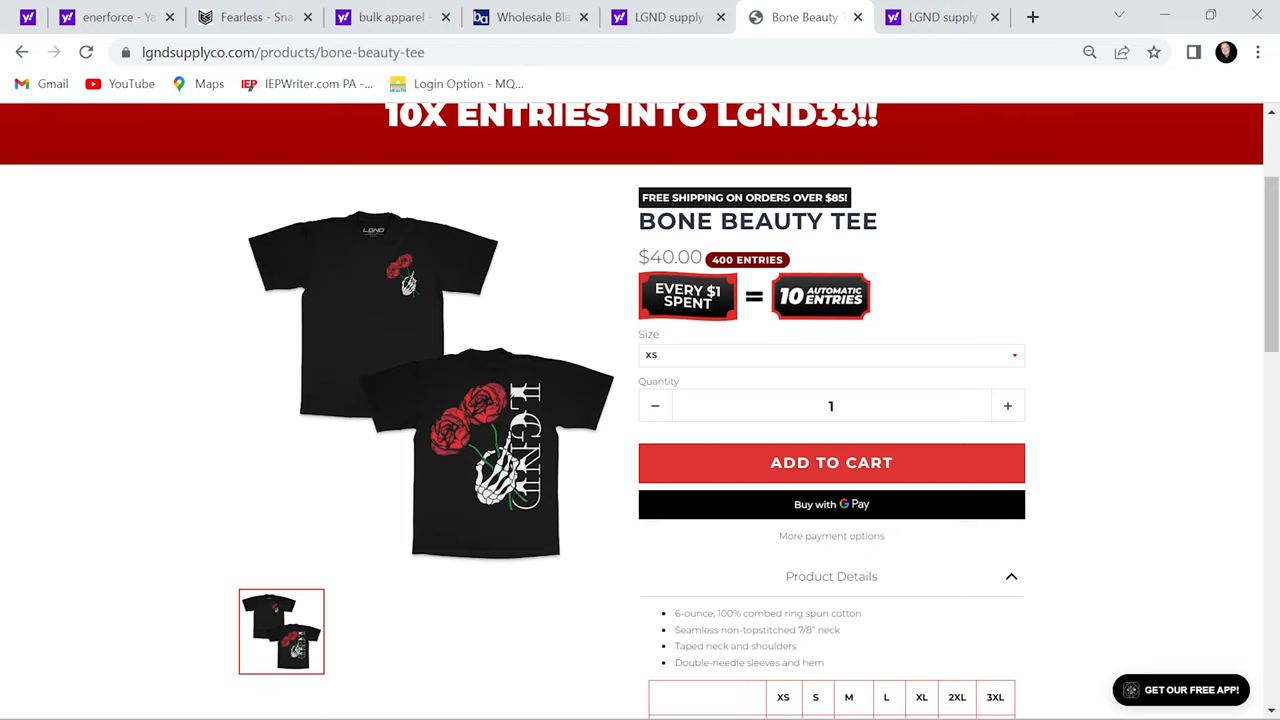 enerforce - Ya
Fearless - Sna
bulk apparel -
Wholesale Bla
LGND supply
Bone Beauty T
LGND supply
lgndsupplyco.com/products/bone-beauty-tee
Gmail
YouTube
Maps
IEP IEPWriter.com PA -...
Login Option - MQ...
10X ENTRIES INTO LGND33!!
FREE SHIPPING ON ORDERS OVER $85!
BONE BEAUTY TEE
$40.00 400 ENTRIES
EVERY $1 SPENT = 10 AUTOMATIC ENTRIES
Size
XS
Quantity
− 1 +
ADD TO CART
Buy with G Pay
More payment options
Product Details
6-ounce, 100% combed ring spun cotton
Seamless non-topstitched 7/8" neck
Taped neck and shoulders
Double-needle sleeves and hem
XS S M L XL 2XL 3XL
GET OUR FREE APP!
LGND
LGND